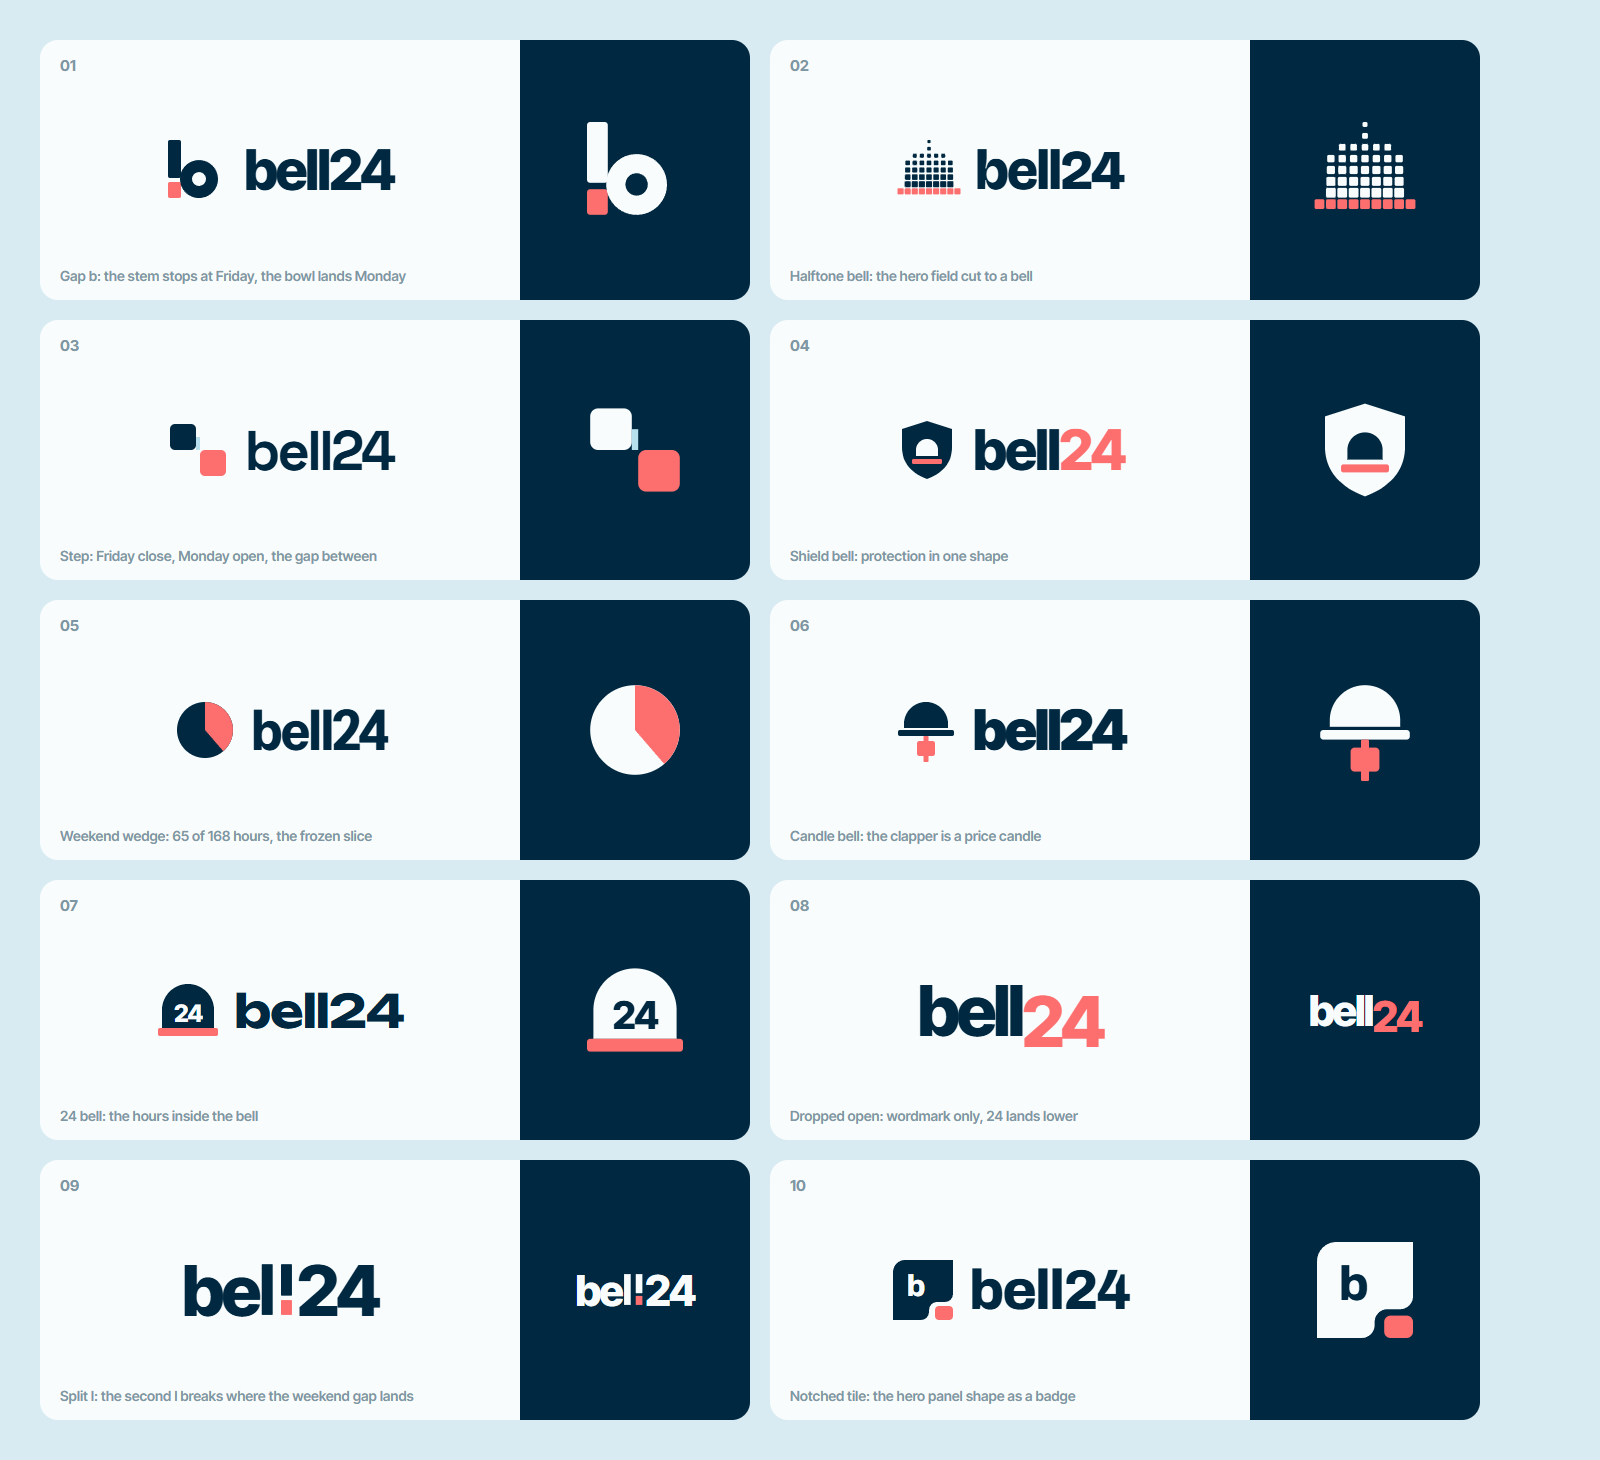 01
bell24
Gap b: the stem stops at Friday, the bowl lands Monday
02
bell24
Halftone bell: the hero field cut to a bell
03
bell24
Step: Friday close, Monday open, the gap between
04
bell24
Shield bell: protection in one shape
05
bell24
Weekend wedge: 65 of 168 hours, the frozen slice
06
bell24
Candle bell: the clapper is a price candle
07
24
bell24
24
24 bell: the hours inside the bell
08
bell24
bell24
Dropped open: wordmark only, 24 lands lower
09
bel!24
bel!24
Split l: the second l breaks where the weekend gap lands
10
b
bell24
b
Notched tile: the hero panel shape as a badge